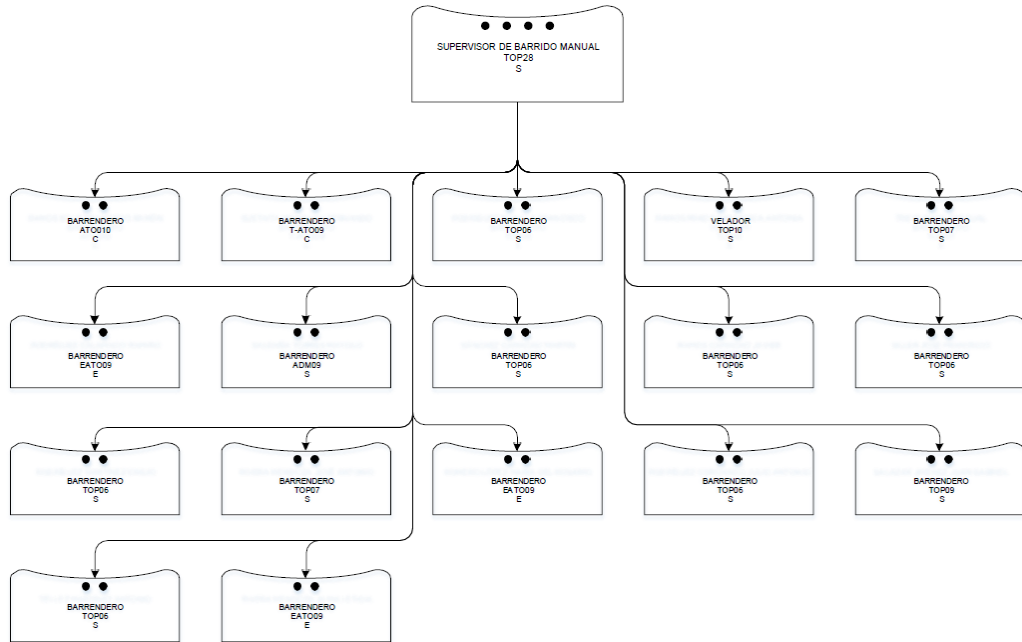 SUPERVISOR DE BARRIDO MANUAL
TOP28
S
BARRENDERO
ATO010
C
BARRENDERO
T-ATO09
C
BARRENDERO
TOP06
S
VELADOR
TOP10
S
BARRENDERO
TOP07
S
BARRENDERO
EATO09
E
BARRENDERO
ADM09
S
BARRENDERO
TOP06
S
BARRENDERO
TOP06
S
BARRENDERO
TOP06
S
BARRENDERO
TOP06
S
BARRENDERO
TOP07
S
BARRENDERO
EATO09
E
BARRENDERO
TOP06
S
BARRENDERO
TOP09
S
BARRENDERO
TOP06
S
BARRENDERO
EATO09
E